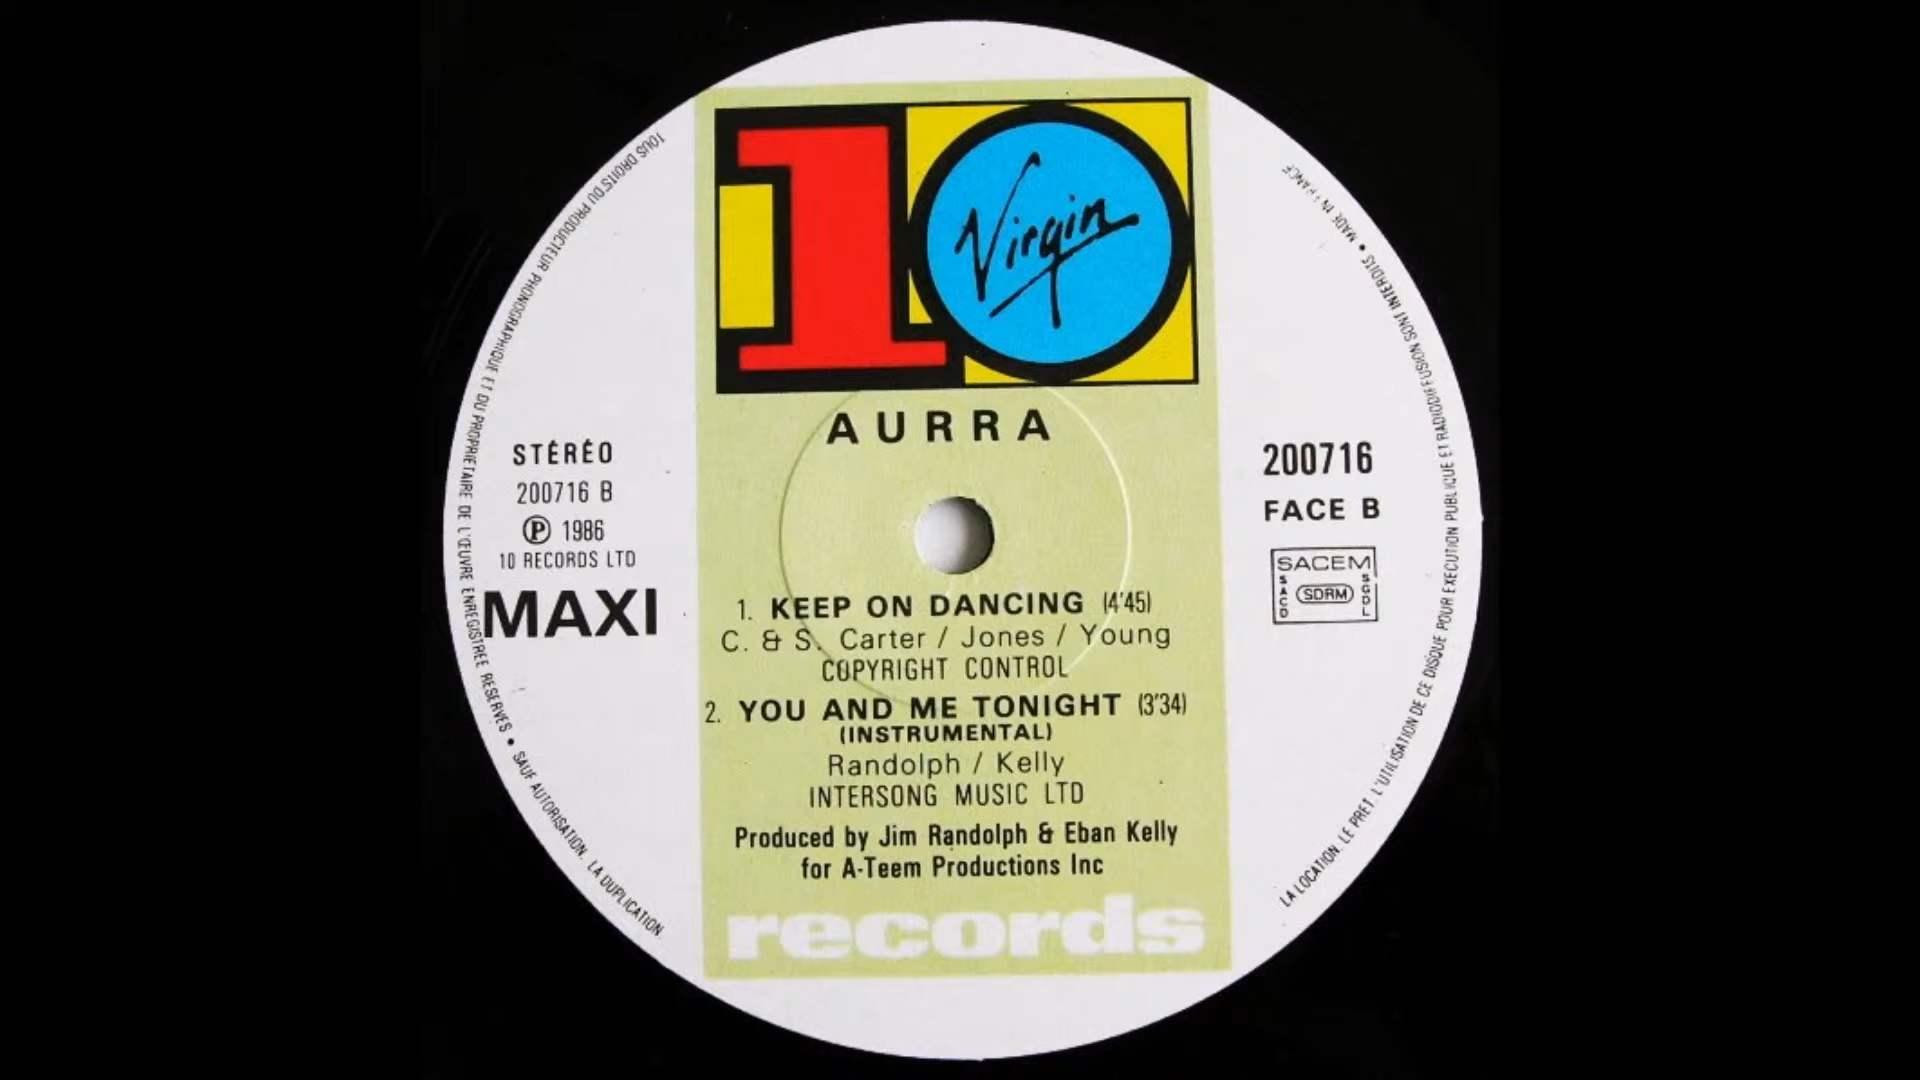 10
Virgin
AURRA
STÉRÉO
200716 B
Ⓟ 1986
10 RECORDS LTD
MAXI
200716
FACE B
SACEM
SACD
SDRM
SGDL
1. KEEP ON DANCING (4'45)
C. & S. Carter / Jones / Young
COPYRIGHT CONTROL
2. YOU AND ME TONIGHT (3'34)
(INSTRUMENTAL)
Randolph / Kelly
INTERSONG MUSIC LTD
Produced by Jim Randolph & Eban Kelly
for A-Teem Productions Inc
records
TOUS DROITS DU PRODUCTEUR PHONOGRAPHIQUE ET DU PROPRIÉTAIRE DE L'ŒUVRE ENREGISTRÉE RÉSERVÉS • SAUF AUTORISATION. LA DUPLICATION.
LA LOCATION. LE PRET. L'UTILISATION DE CE DISQUE POUR EXECUTION PUBLIQUE ET RADIODIFFUSION SONT INTERDITS • MADE IN FRANCE